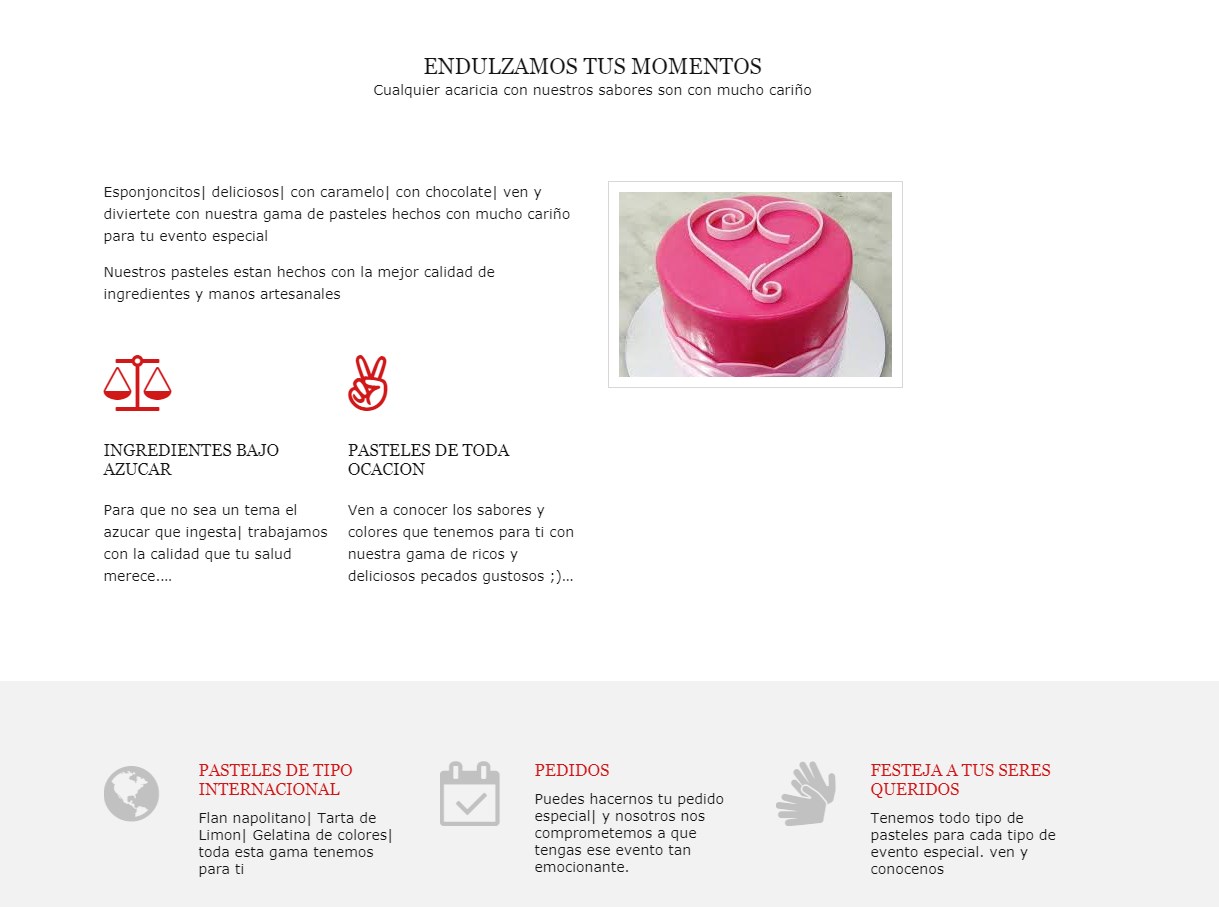 ENDULZAMOS TUS MOMENTOS
Cualquier acaricia con nuestros sabores son con mucho cariño
Esponjoncitos| deliciosos| con caramelo| con chocolate| ven y
diviertete con nuestra gama de pasteles hechos con mucho cariño
para tu evento especial
Nuestros pasteles estan hechos con la mejor calidad de
ingredientes y manos artesanales
INGREDIENTES BAJO
AZUCAR
Para que no sea un tema el
azucar que ingesta| trabajamos
con la calidad que tu salud
merece....
PASTELES DE TODA
OCACION
Ven a conocer los sabores y
colores que tenemos para ti con
nuestra gama de ricos y
deliciosos pecados gustosos ;)...
PASTELES DE TIPO
INTERNACIONAL
Flan napolitano| Tarta de
Limon| Gelatina de colores|
toda esta gama tenemos
para ti
PEDIDOS
Puedes hacernos tu pedido
especial| y nosotros nos
comprometemos a que
tengas ese evento tan
emocionante.
FESTEJA A TUS SERES
QUERIDOS
Tenemos todo tipo de
pasteles para cada tipo de
evento especial. ven y
conocenos